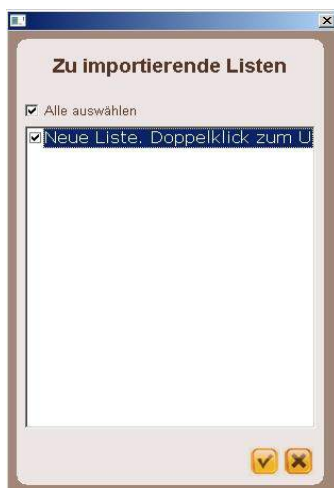 Zu importierende Listen
Alle auswählen
Neue Liste. Doppelklick zum U